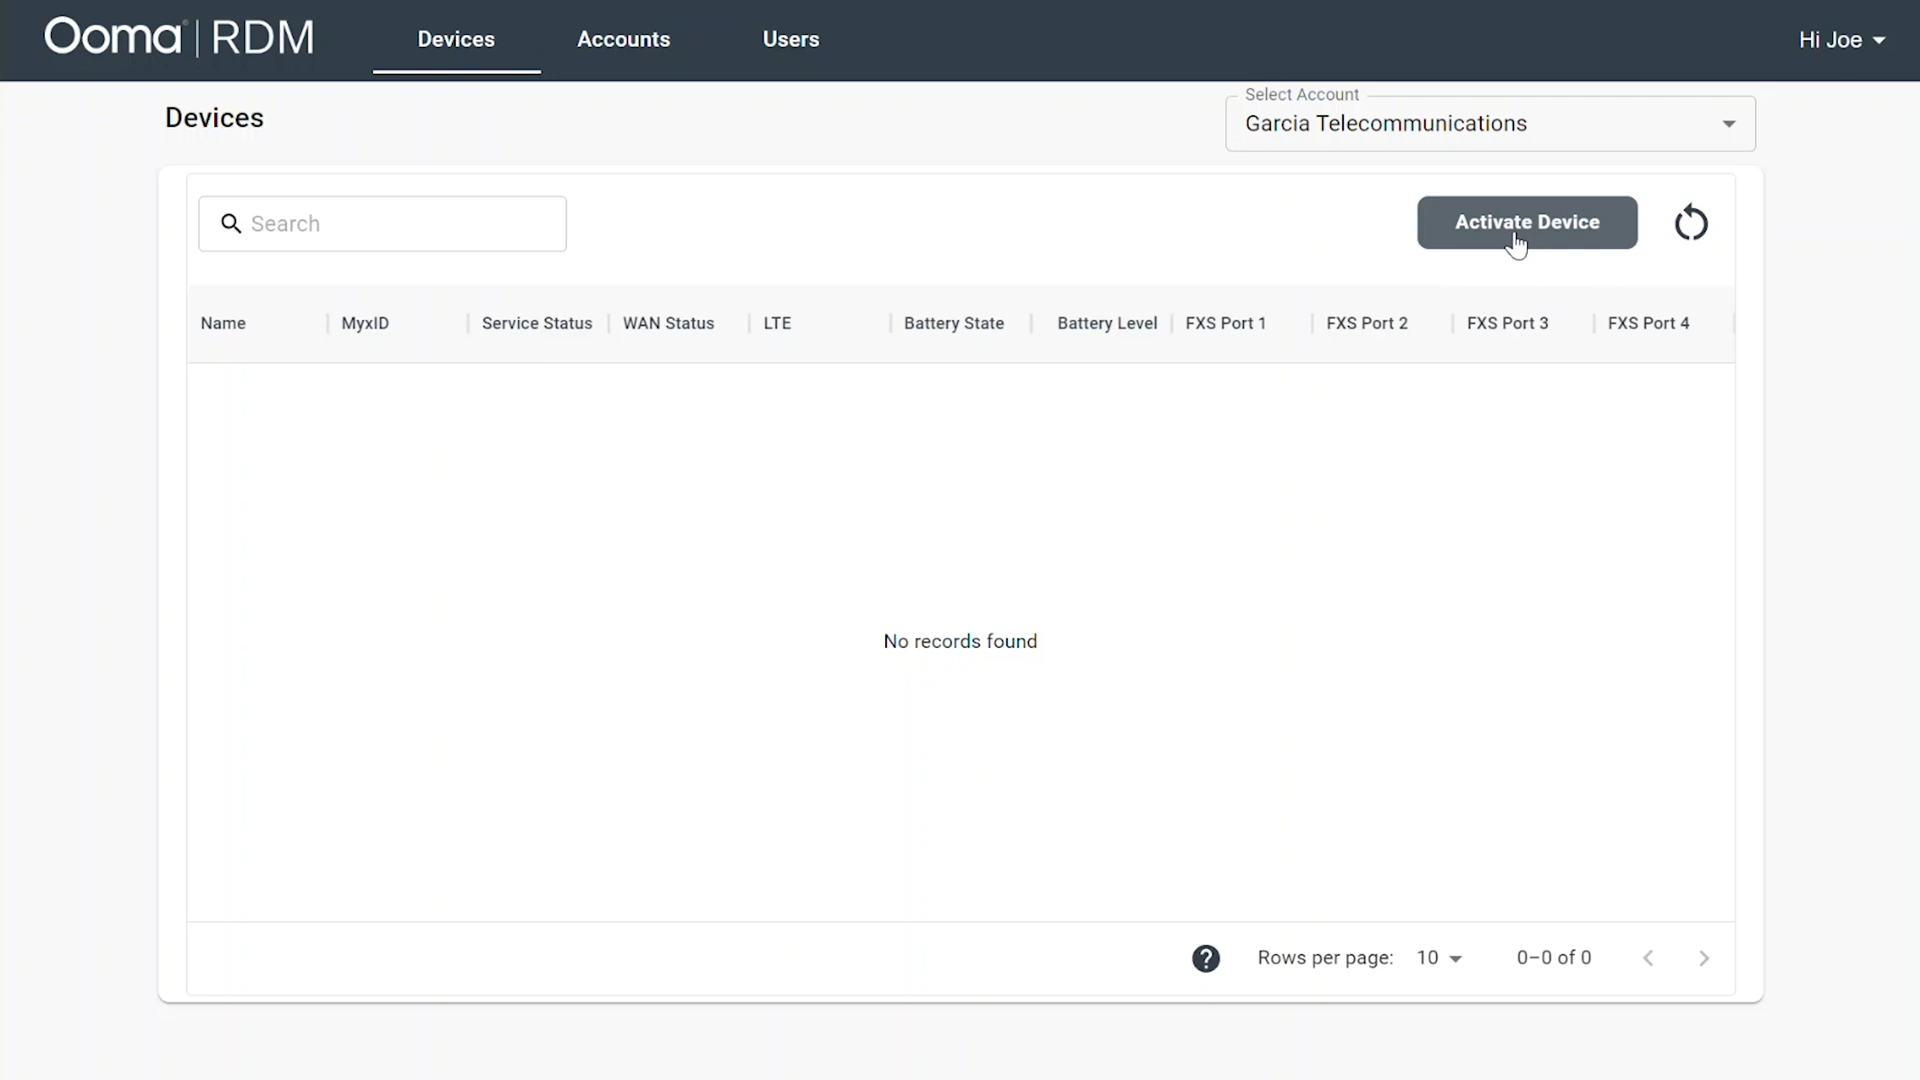 Ooma | RDM
Devices
Accounts
Users
Hi Joe
Devices
Select Account
Garcia Telecommunications
Search
Activate Device
Name
MyxID
Service Status
WAN Status
LTE
Battery State
Battery Level
FXS Port 1
FXS Port 2
FXS Port 3
FXS Port 4
No records found
?
Rows per page:
10
0–0 of 0